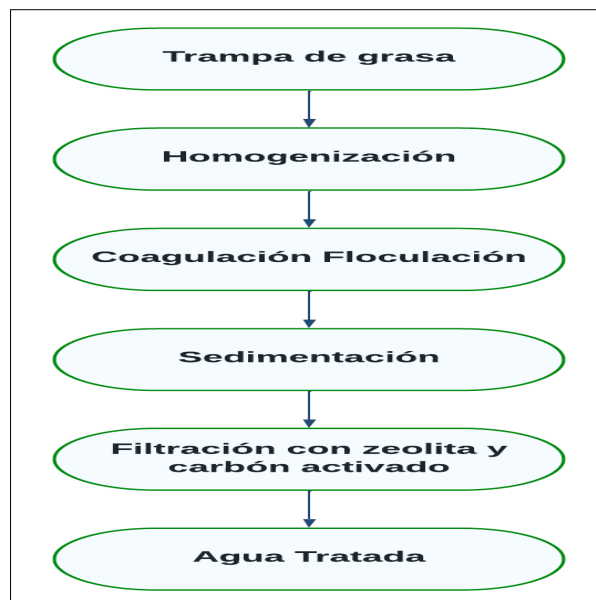 Trampa de grasa
Homogenización
Coagulación Floculación
Sedimentación
Filtración con zeolita y
carbón activado
Agua Tratada